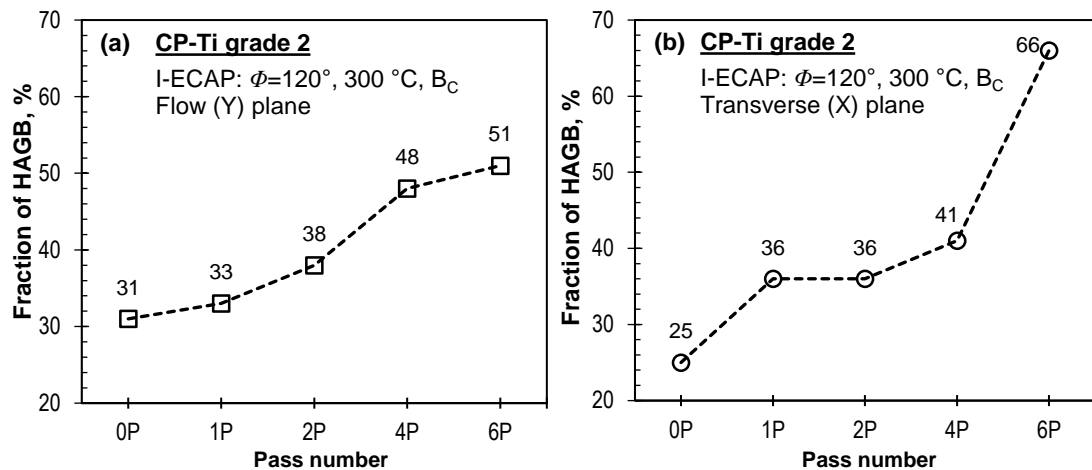 (a) CP-Ti grade 2
I-ECAP: Φ=120°, 300 °C, B_C
Flow (Y) plane
Fraction of HAGB, %
70
60
50
40
30
20
31
33
38
48
51
0P 1P 2P 4P 6P
Pass number
(b) CP-Ti grade 2
I-ECAP: Φ=120°, 300 °C, B_C
Transverse (X) plane
Fraction of HAGB, %
70
60
50
40
30
20
25
36
36
41
66
0P 1P 2P 4P 6P
Pass number